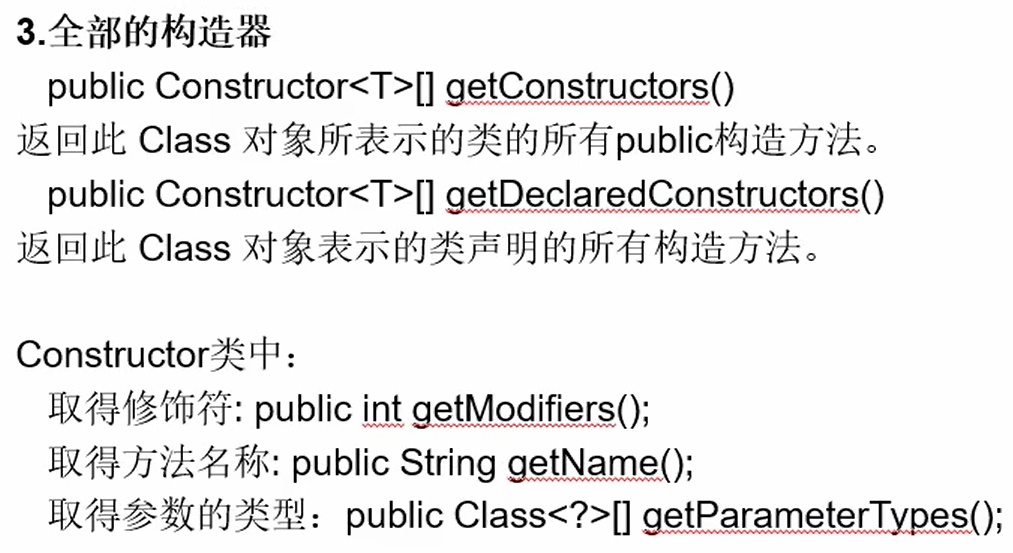 3.全部的构造器
public Constructor<T>[] getConstructors()
返回此 Class 对象所表示的类的所有public构造方法。
public Constructor<T>[] getDeclaredConstructors()
返回此 Class 对象表示的类声明的所有构造方法。
Constructor类中：
取得修饰符: public int getModifiers();
取得方法名称: public String getName();
取得参数的类型：public Class<?>[] getParameterTypes();